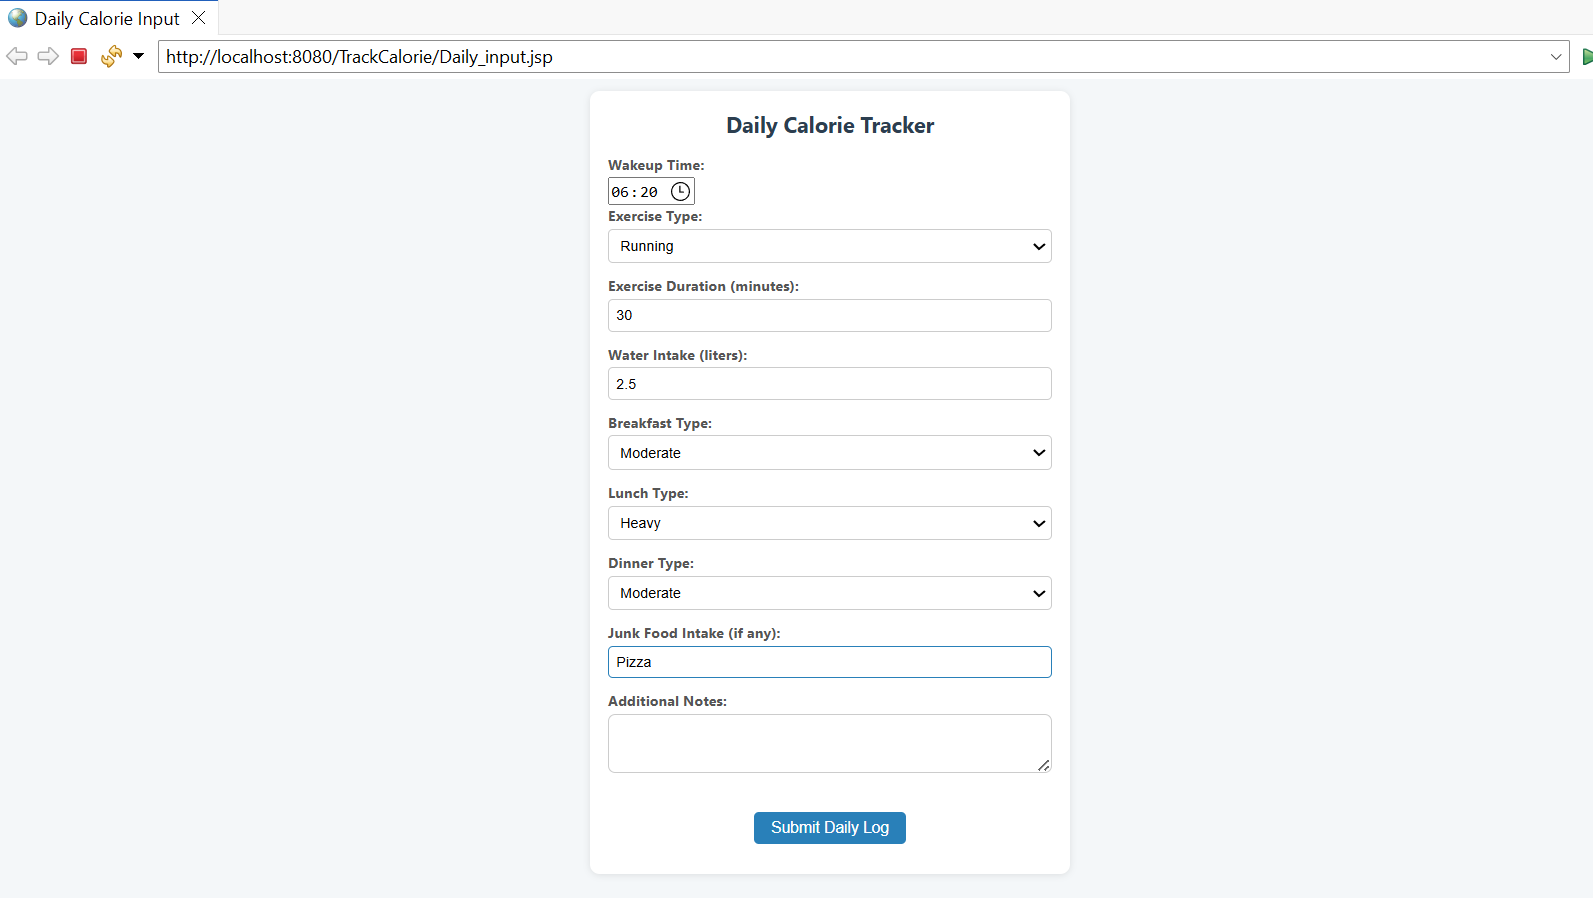 Daily Calorie Input
http://localhost:8080/TrackCalorie/Daily_input.jsp
Daily Calorie Tracker
Wakeup Time:
06:20
Exercise Type:
Running
Exercise Duration (minutes):
30
Water Intake (liters):
2.5
Breakfast Type:
Moderate
Lunch Type:
Heavy
Dinner Type:
Moderate
Junk Food Intake (if any):
Pizza
Additional Notes:
Submit Daily Log